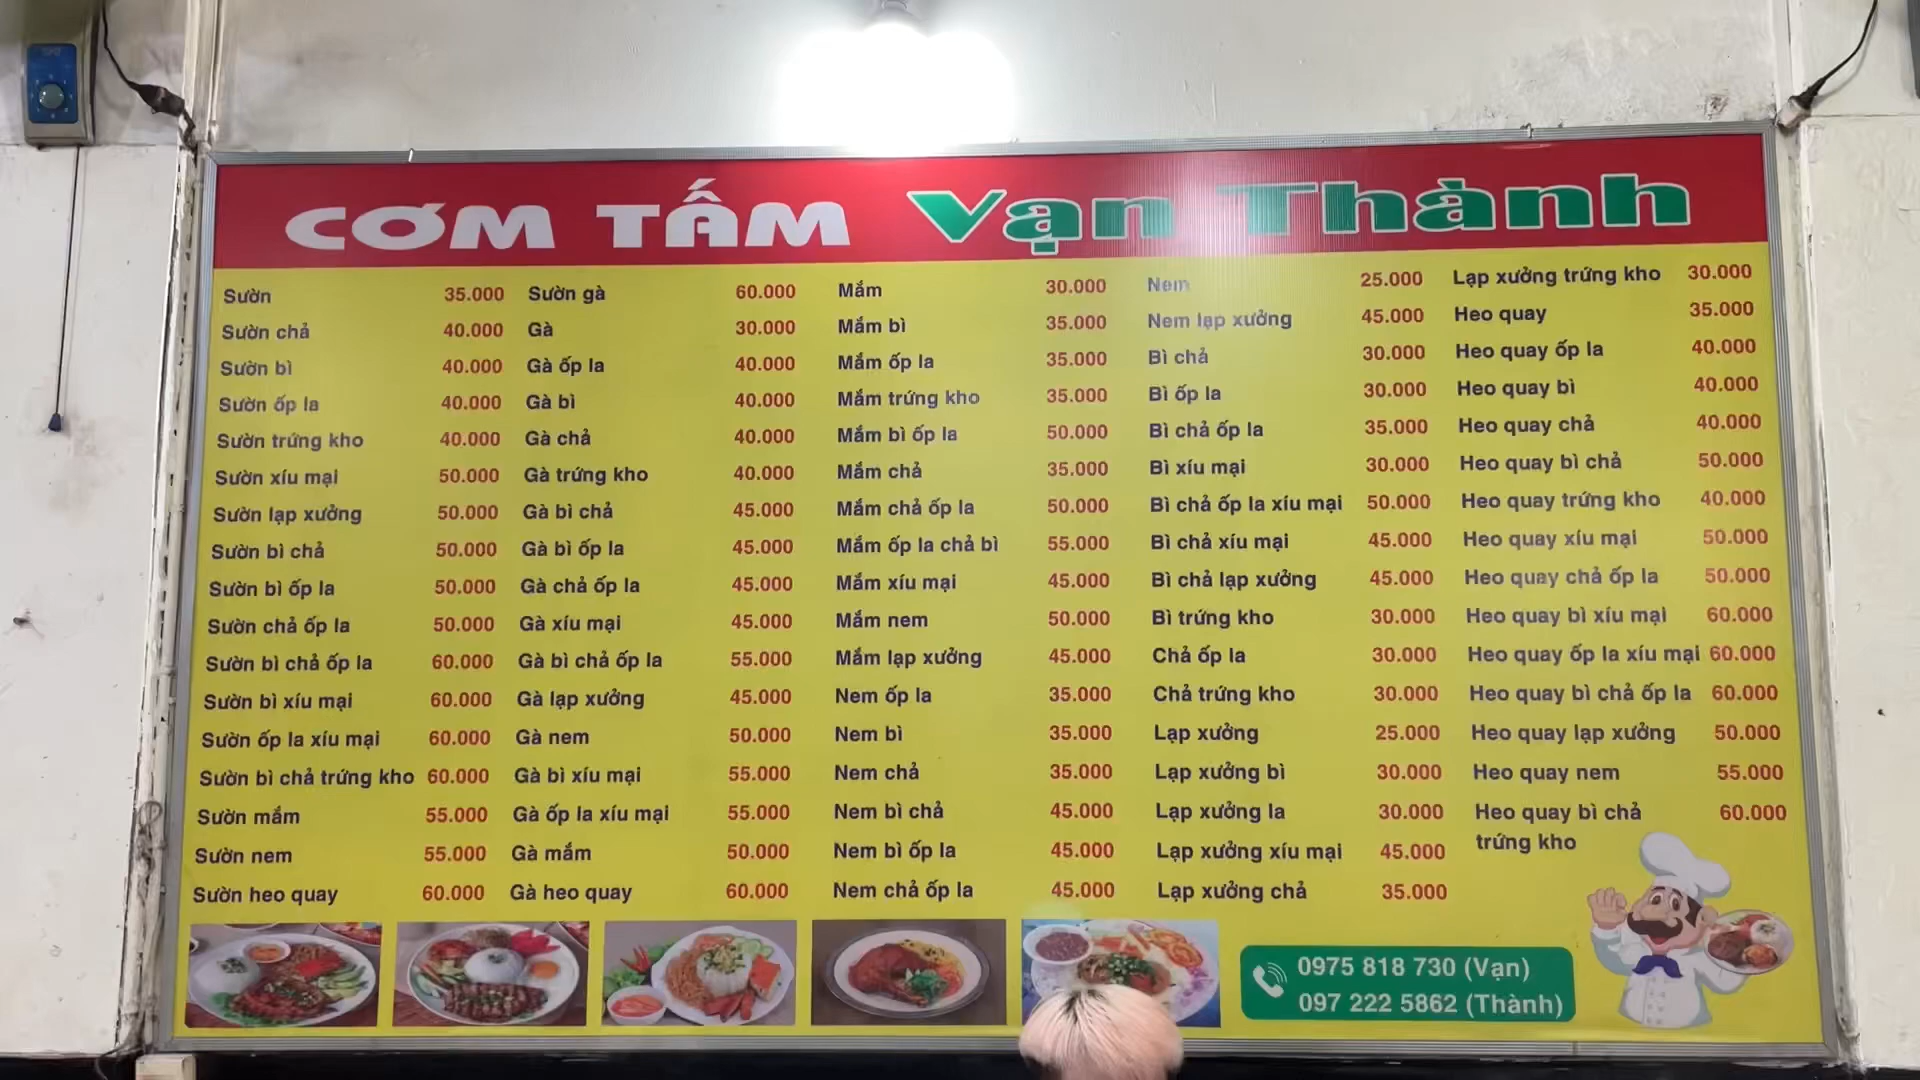 CƠM TẤM Vạn Thành
Sườn 35.000
Sườn chả 40.000
Sườn bì 40.000
Sườn ốp la 40.000
Sườn trứng kho 40.000
Sườn xíu mại 50.000
Sườn lạp xưởng 50.000
Sườn bì chả 50.000
Sườn bì ốp la 50.000
Sườn chả ốp la 50.000
Sườn bì chả ốp la 60.000
Sườn bì xíu mại 60.000
Sườn ốp la xíu mại 60.000
Sườn bì chả trứng kho 60.000
Sườn mắm 55.000
Sườn nem 55.000
Sườn heo quay 60.000
Sườn gà 60.000
Gà 30.000
Gà ốp la 40.000
Gà bì 40.000
Gà chả 40.000
Gà trứng kho 40.000
Gà bì chả 45.000
Gà bì ốp la 45.000
Gà chả ốp la 45.000
Gà xíu mại 45.000
Gà bì chả ốp la 55.000
Gà lạp xưởng 45.000
Gà nem 50.000
Gà bì xíu mại 55.000
Gà ốp la xíu mại 55.000
Gà mắm 50.000
Gà heo quay 60.000
Mắm 30.000
Mắm bì 35.000
Mắm ốp la 35.000
Mắm trứng kho 35.000
Mắm bì ốp la 50.000
Mắm chả 35.000
Mắm chả ốp la 50.000
Mắm ốp la chả bì 55.000
Mắm xíu mại 45.000
Mắm nem 50.000
Mắm lạp xưởng 45.000
Nem ốp la 35.000
Nem bì 35.000
Nem chả 35.000
Nem bì chả 45.000
Nem bì ốp la 45.000
Nem chả ốp la 45.000
Nem 25.000
Nem lạp xưởng 45.000
Bì chả 30.000
Bì ốp la 30.000
Bì chả ốp la 35.000
Bì xíu mại 30.000
Bì chả ốp la xíu mại 50.000
Bì chả xíu mại 45.000
Bì chả lạp xưởng 45.000
Bì trứng kho 30.000
Chả ốp la 30.000
Chả trứng kho 30.000
Lạp xưởng 25.000
Lạp xưởng bì 30.000
Lạp xưởng la 30.000
Lạp xưởng xíu mại 45.000
Lạp xưởng chả 35.000
Lạp xưởng trứng kho 30.000
Heo quay 35.000
Heo quay ốp la 40.000
Heo quay bì 40.000
Heo quay chả 40.000
Heo quay bì chả 50.000
Heo quay trứng kho 40.000
Heo quay xíu mại 50.000
Heo quay chả ốp la 50.000
Heo quay bì xíu mại 60.000
Heo quay ốp la xíu mại 60.000
Heo quay bì chả ốp la 60.000
Heo quay lạp xưởng 50.000
Heo quay nem 55.000
Heo quay bì chả 60.000
trứng kho
0975 818 730 (Vạn)
097 222 5862 (Thành)